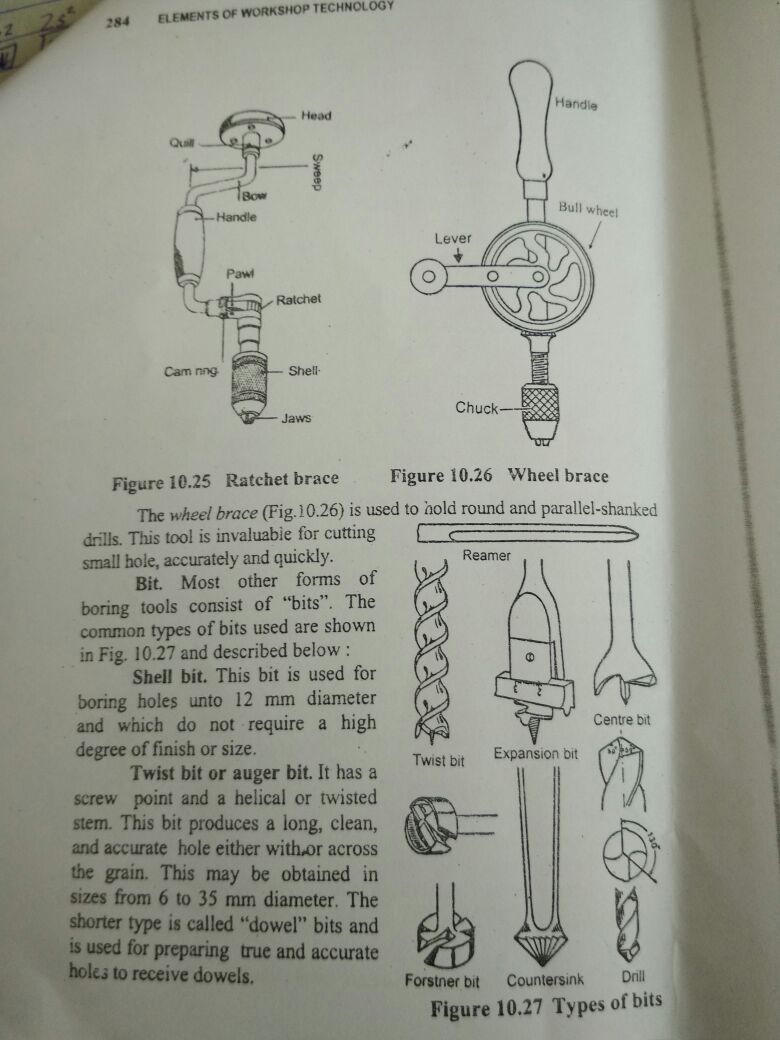 284 ELEMENTS OF WORKSHOP TECHNOLOGY
Head
Quill
Sweep
Bow
Handle
Pawl
Ratchet
Cam ring
Shell
Jaws
Handle
Bull wheel
Lever
Chuck
Figure 10.25 Ratchet brace
Figure 10.26 Wheel brace
The wheel brace (Fig.10.26) is used to hold round and parallel-shanked
drills. This tool is invaluable for cutting
small hole, accurately and quickly.
Bit. Most other forms of
boring tools consist of “bits”. The
common types of bits used are shown
in Fig. 10.27 and described below :
Shell bit. This bit is used for
boring holes unto 12 mm diameter
and which do not require a high
degree of finish or size.
Twist bit or auger bit. It has a
screw point and a helical or twisted
stem. This bit produces a long, clean,
and accurate hole either with or across
the grain. This may be obtained in
sizes from 6 to 35 mm diameter. The
shorter type is called “dowel” bits and
is used for preparing true and accurate
holes to receive dowels.
Reamer
Twist bit
Expansion bit
Centre bit
130°
Forstner bit
Countersink
Drill
Figure 10.27 Types of bits